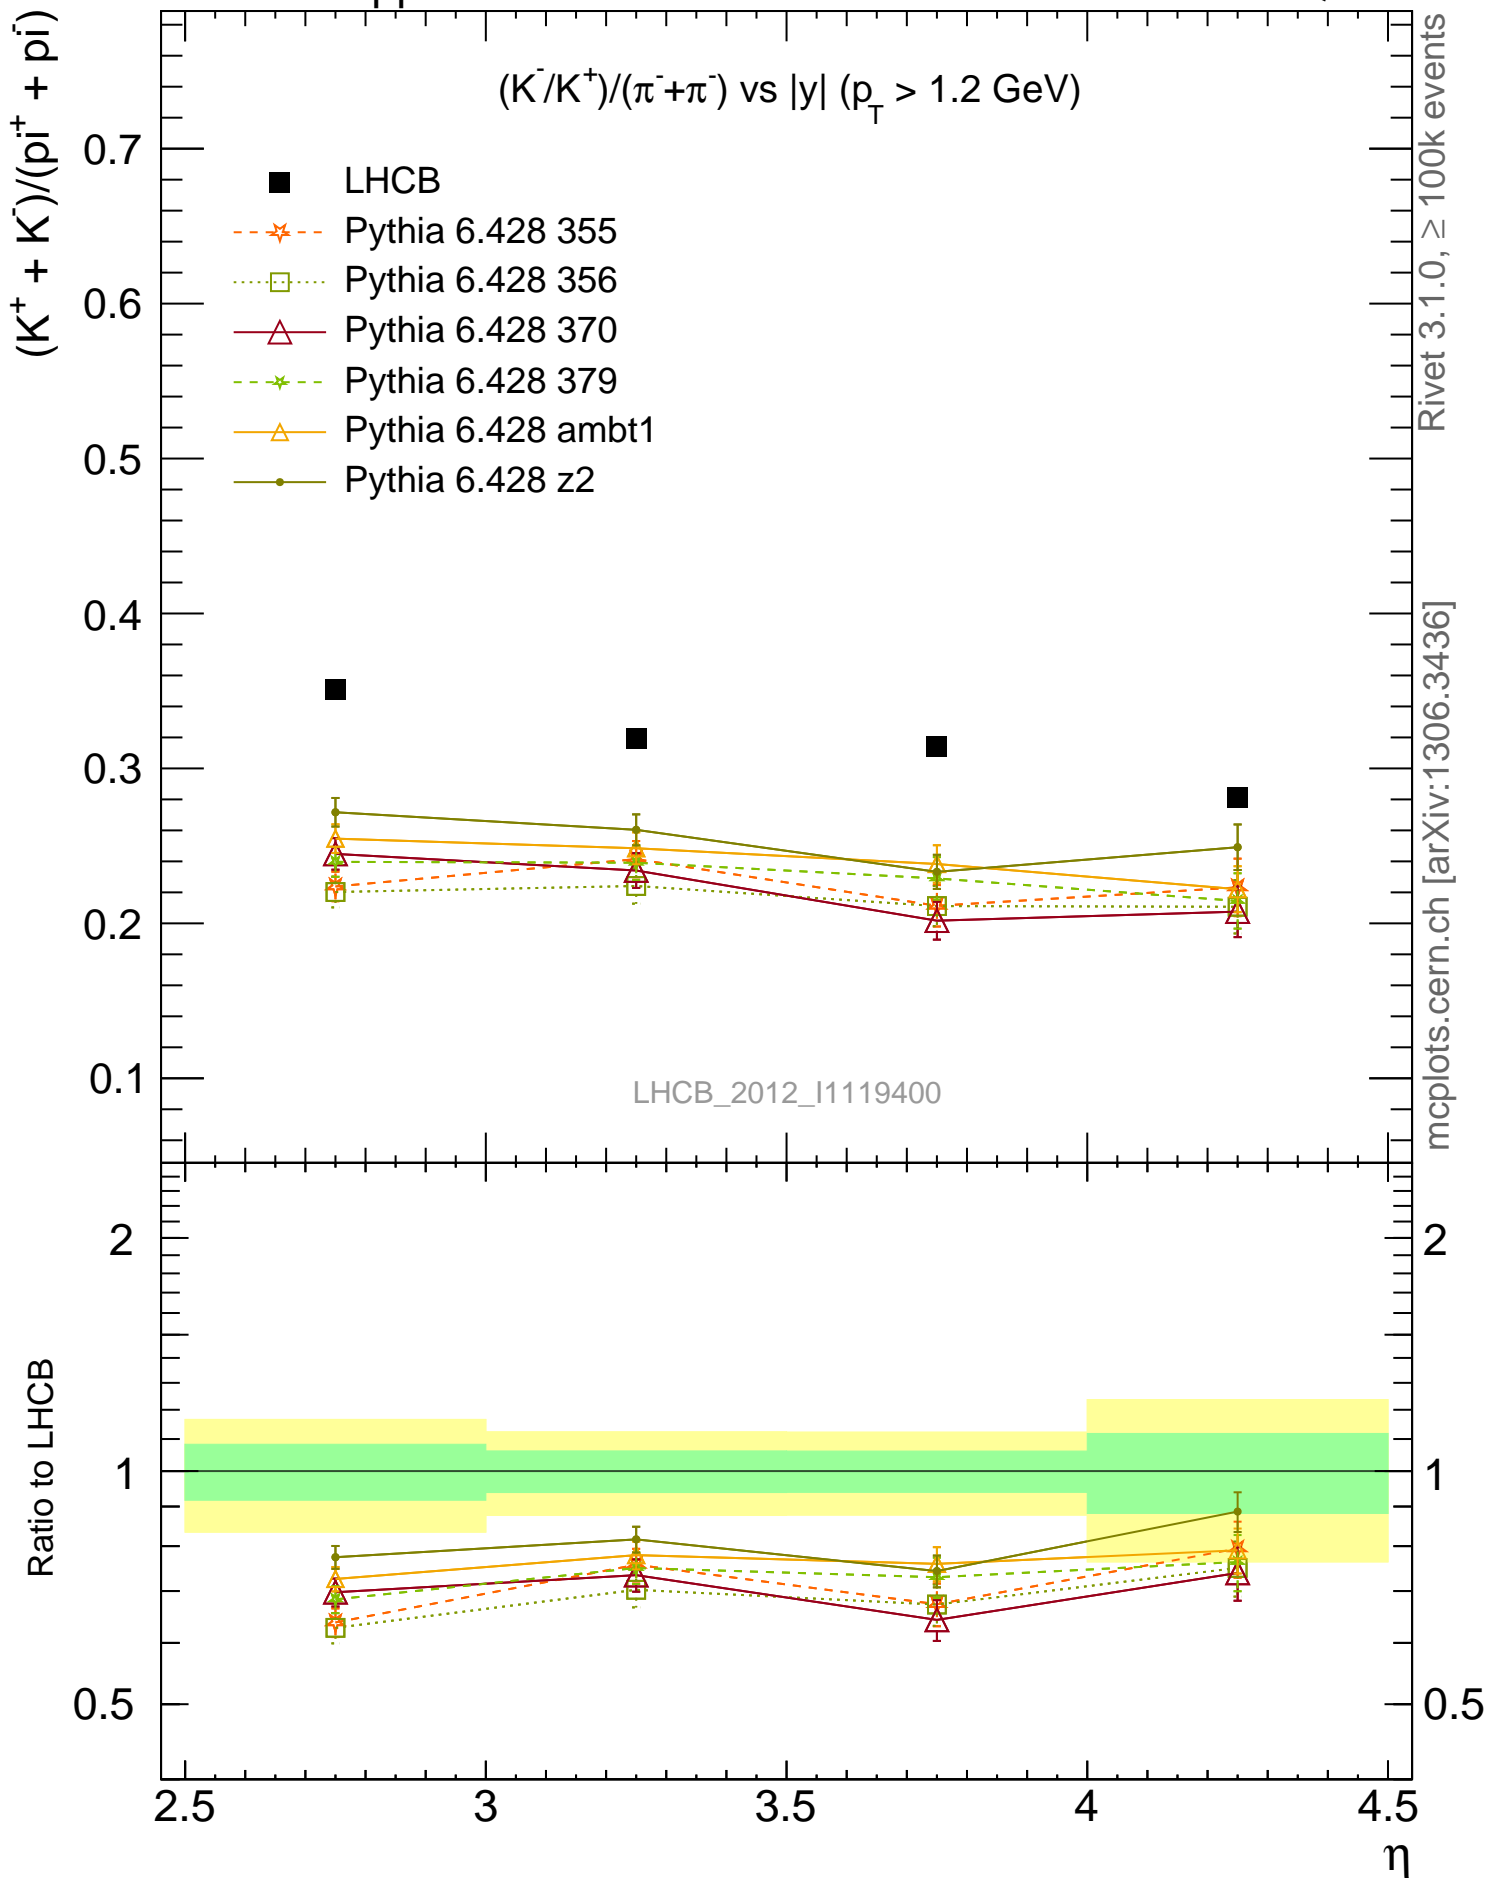 (K⁻/K⁺)/(π⁻+π⁻) vs |y| (p_T > 1.2 GeV)
(K⁺ + K⁻)/(pi⁺ + pi⁻)
0.7
0.6
0.5
0.4
0.3
0.2
0.1
LHCB
Pythia 6.428 355
Pythia 6.428 356
Pythia 6.428 370
Pythia 6.428 379
Pythia 6.428 ambt1
Pythia 6.428 z2
LHCB_2012_I1119400
Rivet 3.1.0, ≥ 100k events
mcplots.cern.ch [arXiv:1306.3436]
Ratio to LHCB
2
1
0.5
2
1
0.5
2.5
3
3.5
4
4.5
η